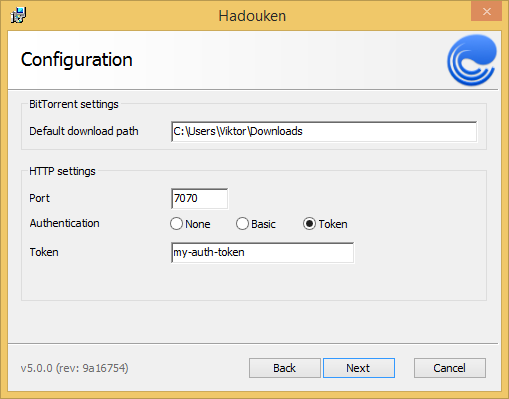 Hadouken
Configuration
BitTorrent settings
Default download path C:\Users\Viktor\Downloads
HTTP settings
Port 7070
Authentication None Basic Token
Token my-auth-token
v5.0.0 (rev: 9a16754) Back Next Cancel